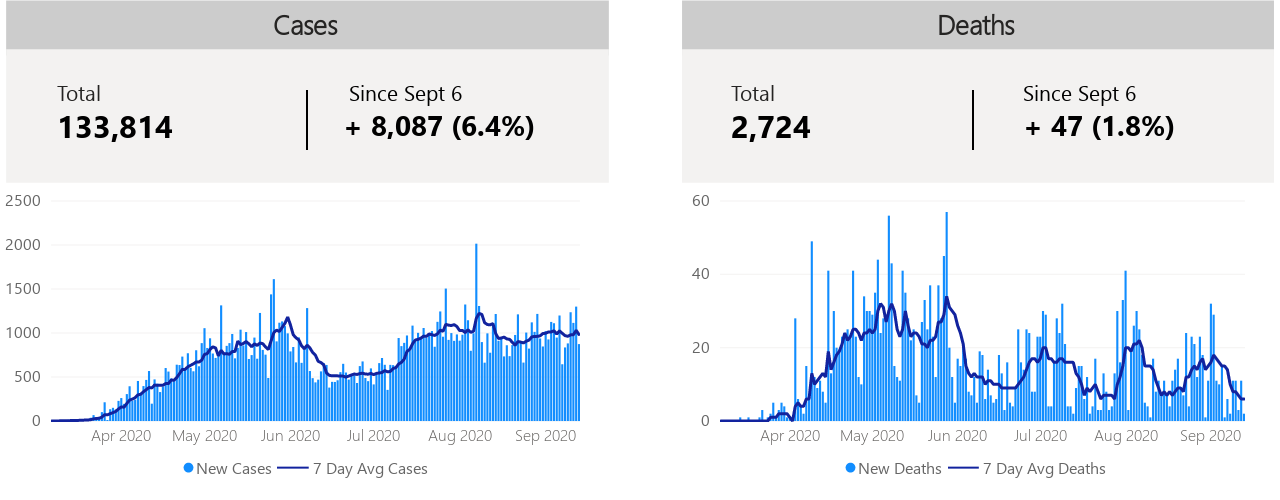 Cases
Total
133,814
Since Sept 6
+ 8,087 (6.4%)
2500
2000
1500
1000
500
0
Apr 2020 May 2020 Jun 2020 Jul 2020 Aug 2020 Sep 2020
New Cases 7 Day Avg Cases
Deaths
Total
2,724
Since Sept 6
+ 47 (1.8%)
60
40
20
0
Apr 2020 May 2020 Jun 2020 Jul 2020 Aug 2020 Sep 2020
New Deaths 7 Day Avg Deaths